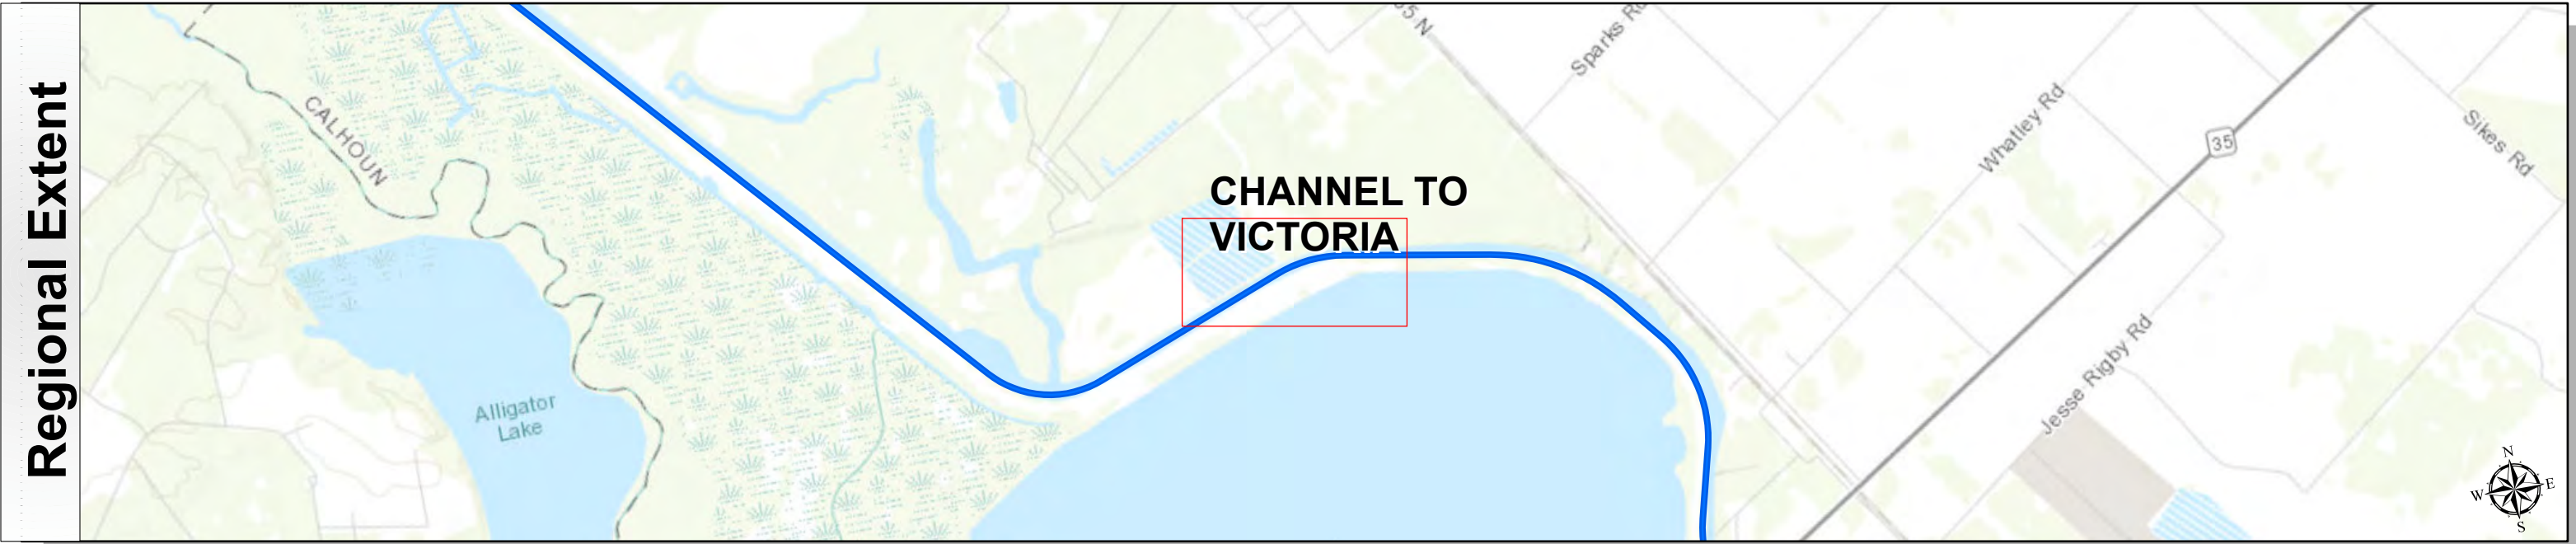 Regional Extent
CALHOUN
Alligator
Lake
CHANNEL TO
VICTORIA
Sparks Rd
Whatley Rd
35
Sikes Rd
Jesse Rigby Rd
N
W
E
S